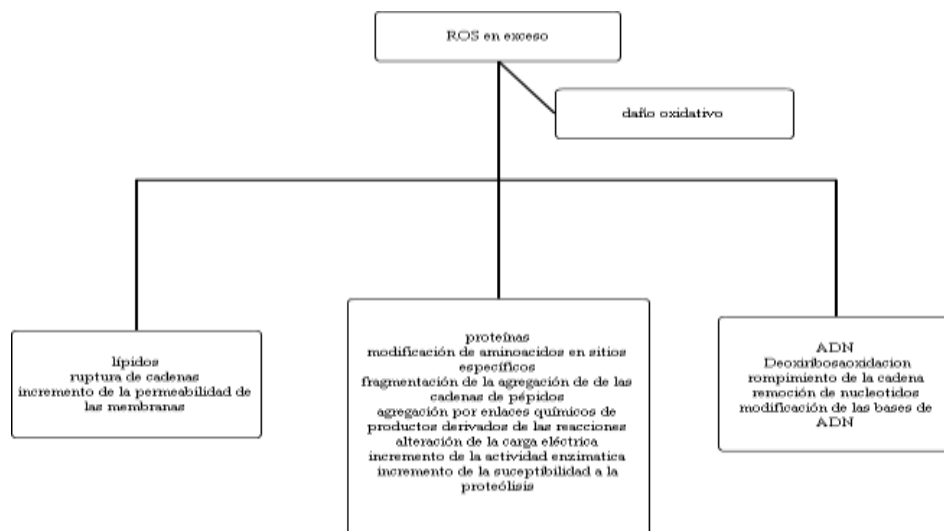 ROS en exceso
daño oxidativo
lípidos
ruptura de cadenas
incremento de la permeabilidad de
las membranas
proteínas
modificación de aminoacidos en sitios
específicos
fragmentación de la agregación de de las
cadenas de pépidos
agregación por enlaces químicos de
productos derivados de las reacciones
alteración de la carga eléctrica
incremento de la actividad enzimatica
incremento de la suceptibilidad a la
proteólisis
ADN
Deoxiribosaoxidacion
rompimiento de la cadena
remoción de nucleotidos
modificación de las bases de
ADN